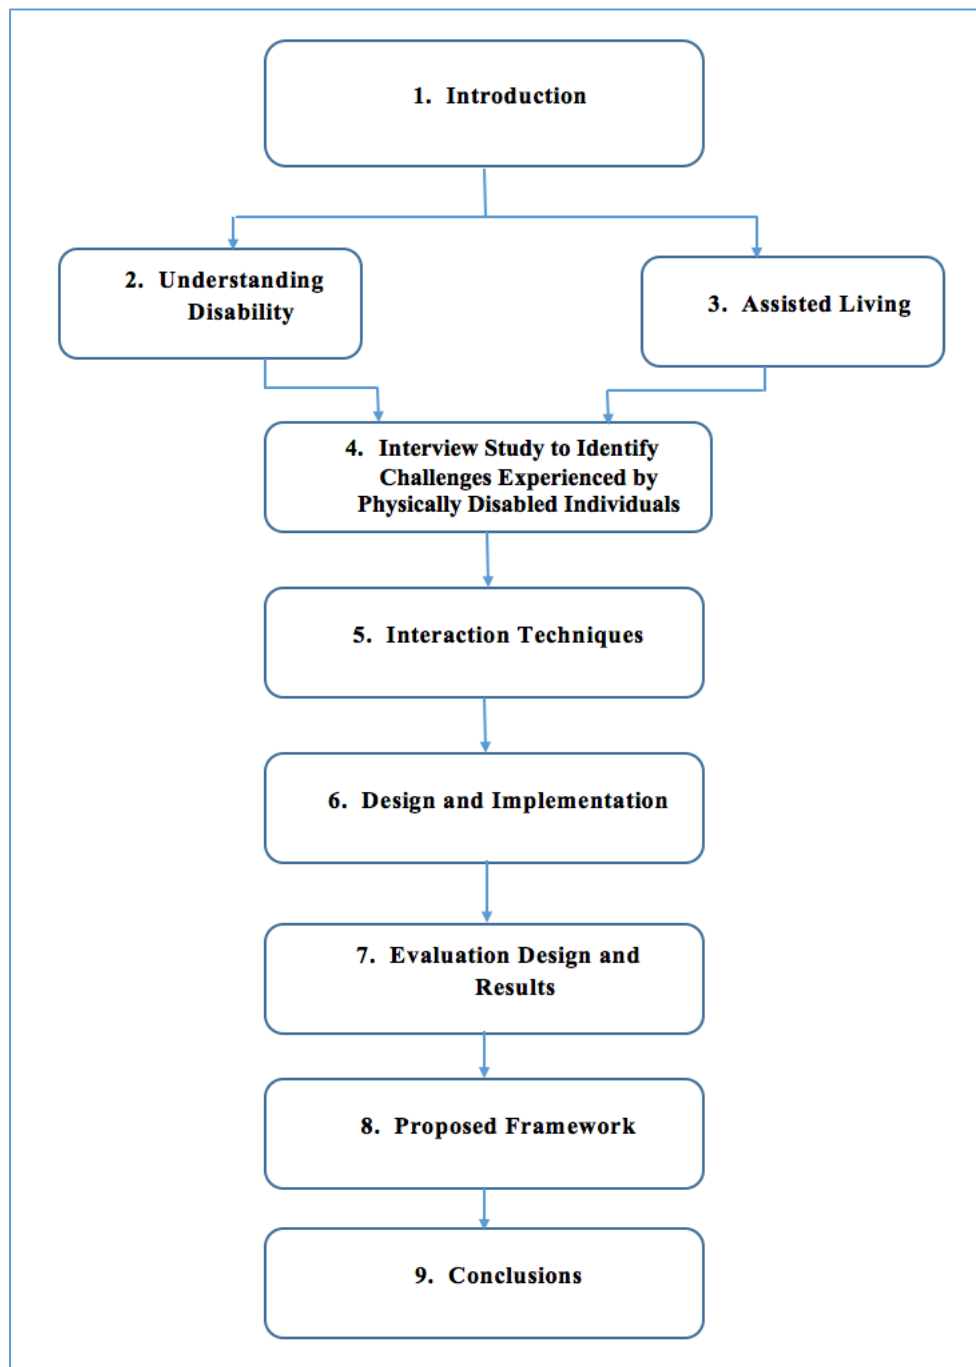 1. Introduction
2. Understanding
Disability
3. Assisted Living
4. Interview Study to Identify
Challenges Experienced by
Physically Disabled Individuals
5. Interaction Techniques
6. Design and Implementation
7. Evaluation Design and
Results
8. Proposed Framework
9. Conclusions